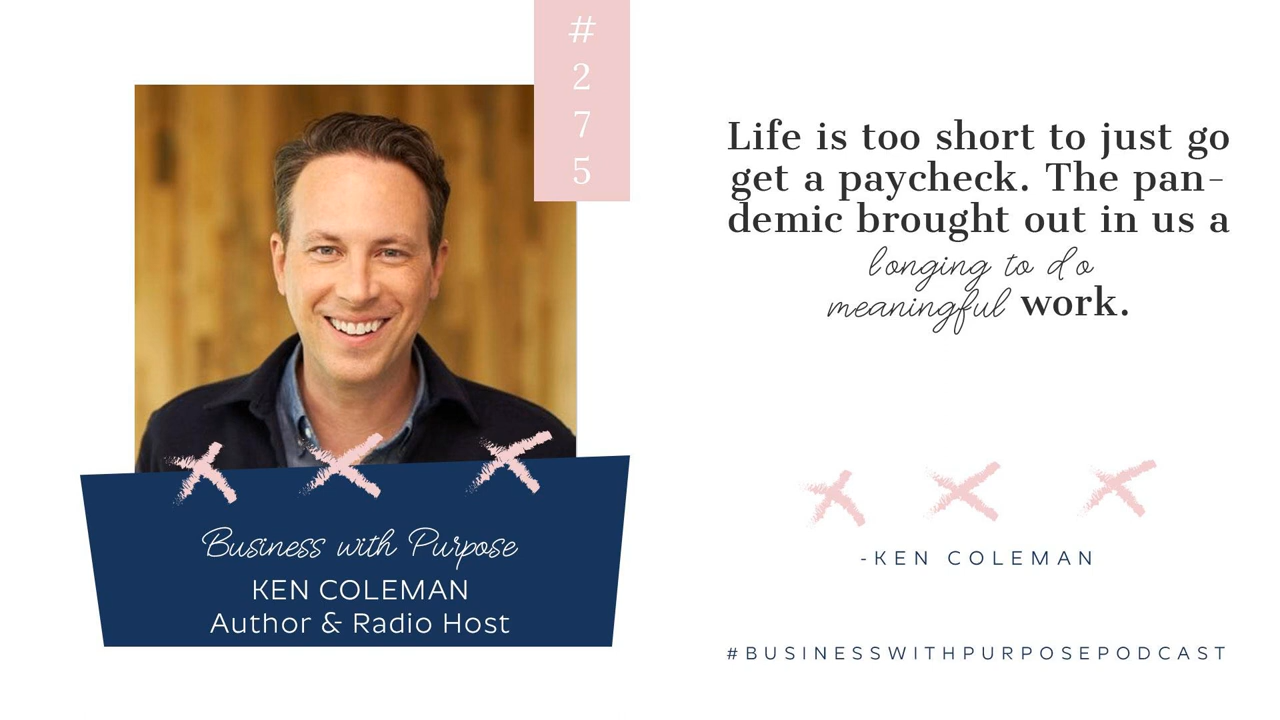 #
2
7
5
Life is too short to just go
get a paycheck. The pan-
demic brought out in us a
longing to do
meaningful work.
Business with Purpose
KEN COLEMAN
Author & Radio Host
-KEN COLEMAN
#BUSINESSWITHPURPOSEPODCAST